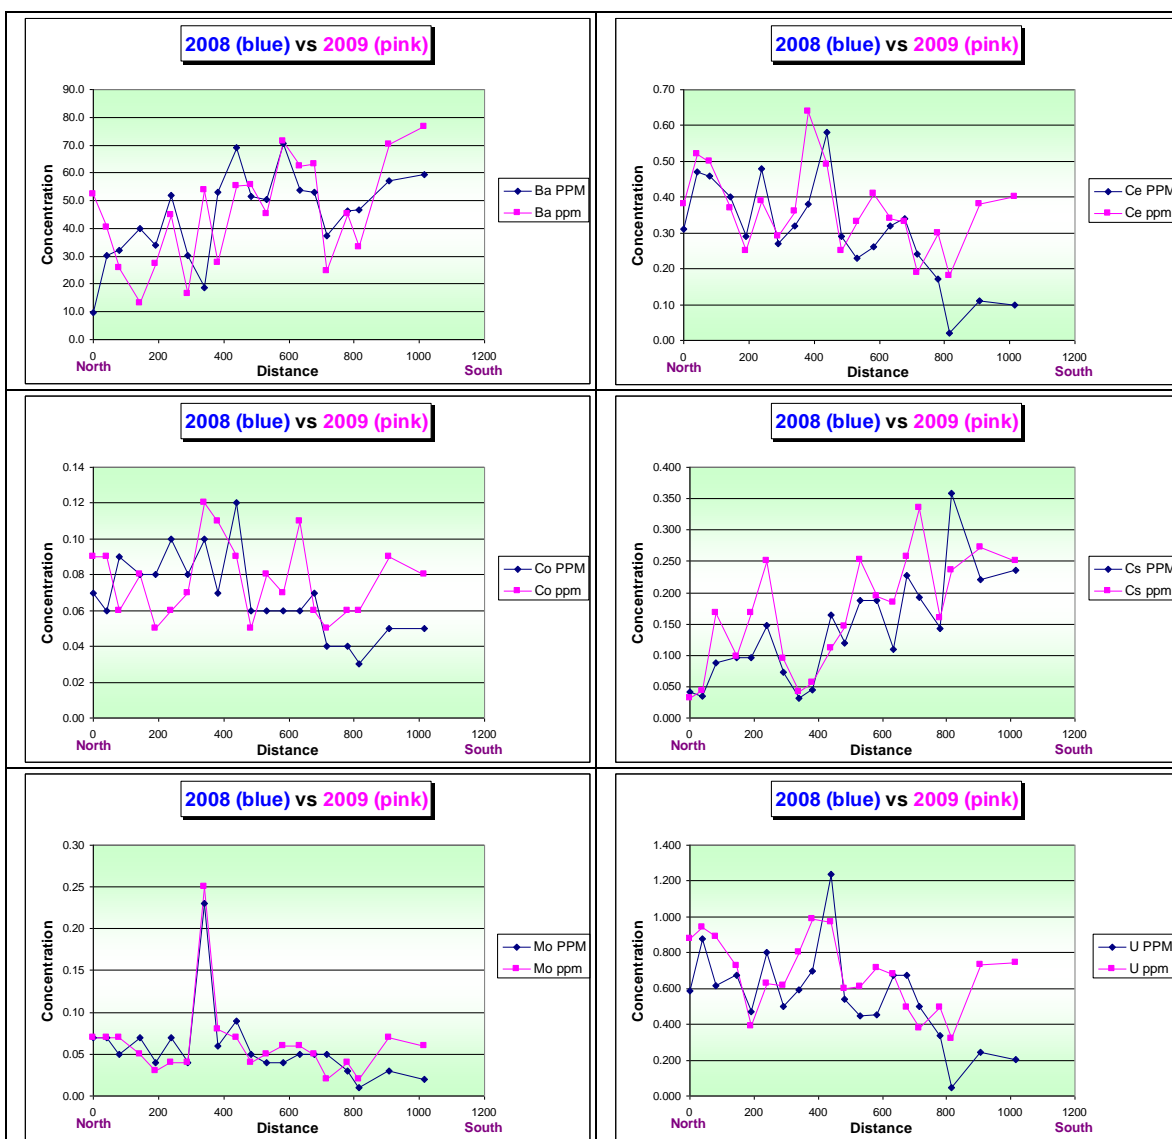 2008 (blue) vs 2009 (pink)
90.0
80.0
70.0
60.0
50.0
40.0
30.0
20.0
10.0
0.0
Concentration
0 200 400 600 800 1000 1200
North Distance South
Ba PPM
Ba ppm
2008 (blue) vs 2009 (pink)
0.70
0.60
0.50
0.40
0.30
0.20
0.10
0.00
Concentration
0 200 400 600 800 1000 1200
North Distance South
Ce PPM
Ce ppm
2008 (blue) vs 2009 (pink)
0.14
0.12
0.10
0.08
0.06
0.04
0.02
0.00
Concentration
0 200 400 600 800 1000 1200
North Distance South
Co PPM
Co ppm
2008 (blue) vs 2009 (pink)
0.400
0.350
0.300
0.250
0.200
0.150
0.100
0.050
0.000
Concentration
0 200 400 600 800 1000 1200
North Distance South
Cs PPM
Cs ppm
2008 (blue) vs 2009 (pink)
0.30
0.25
0.20
0.15
0.10
0.05
0.00
Concentration
0 200 400 600 800 1000 1200
North Distance South
Mo PPM
Mo ppm
2008 (blue) vs 2009 (pink)
1.400
1.200
1.000
0.800
0.600
0.400
0.200
0.000
Concentration
0 200 400 600 800 1000 1200
North Distance South
U PPM
U ppm